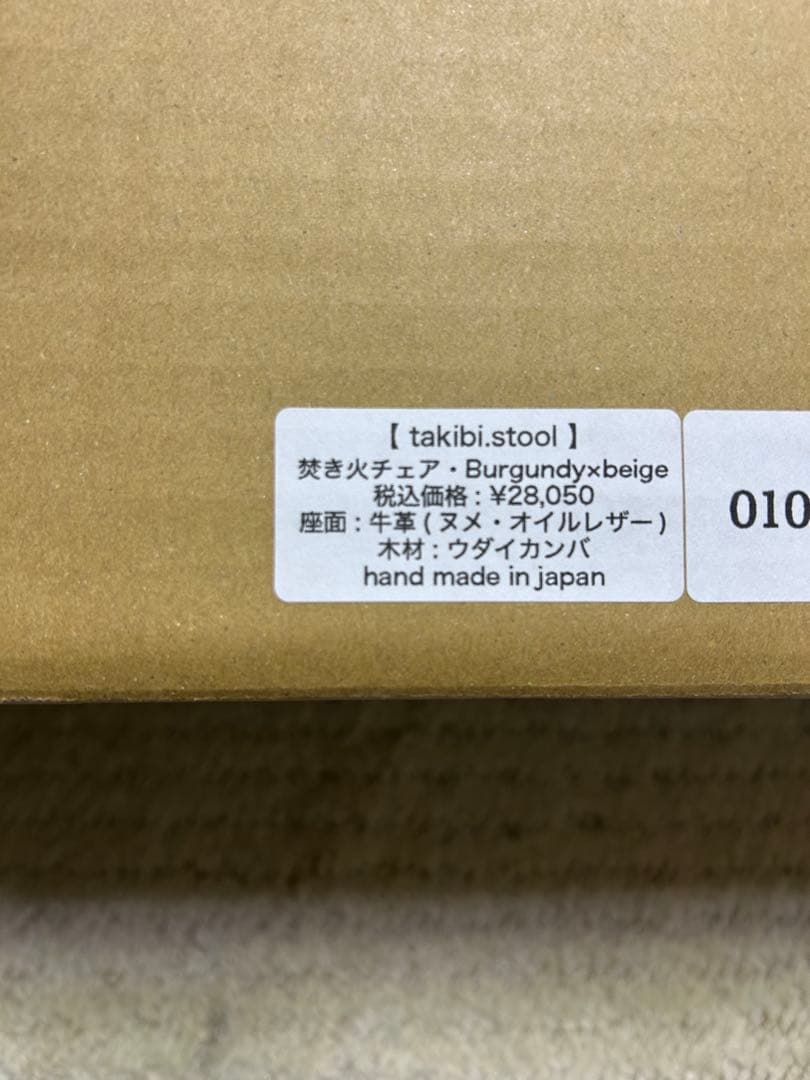 【 takibi.stool 】
焚き火チェア・Burgundy×beige
税込価格 : ¥28,050
座面 : 牛革 ( ヌメ・オイルレザー )
木材 : ウダイカンバ
hand made in japan
010